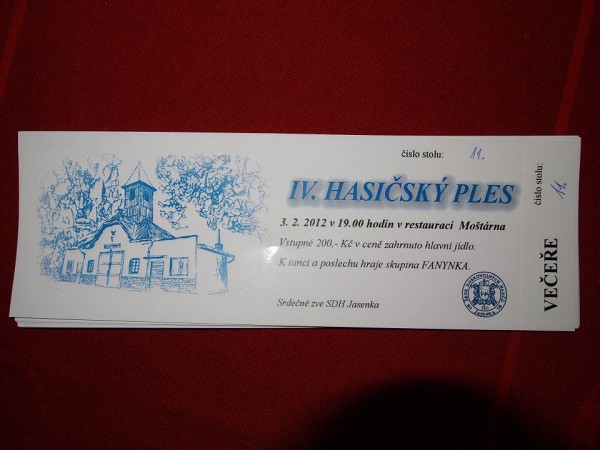 číslo stolu: 11.
IV. HASIČSKÝ PLES
3. 2. 2012 v 19.00 hodin v restauraci Moštárna
Vstupné 200,- Kč v ceně zahrnuto hlavní jídlo.
K tanci a poslechu hraje skupina FANYNKA.
Srdečně zve SDH Jasenka
JASENKA
VEČEŘE
číslo stolu: 11.